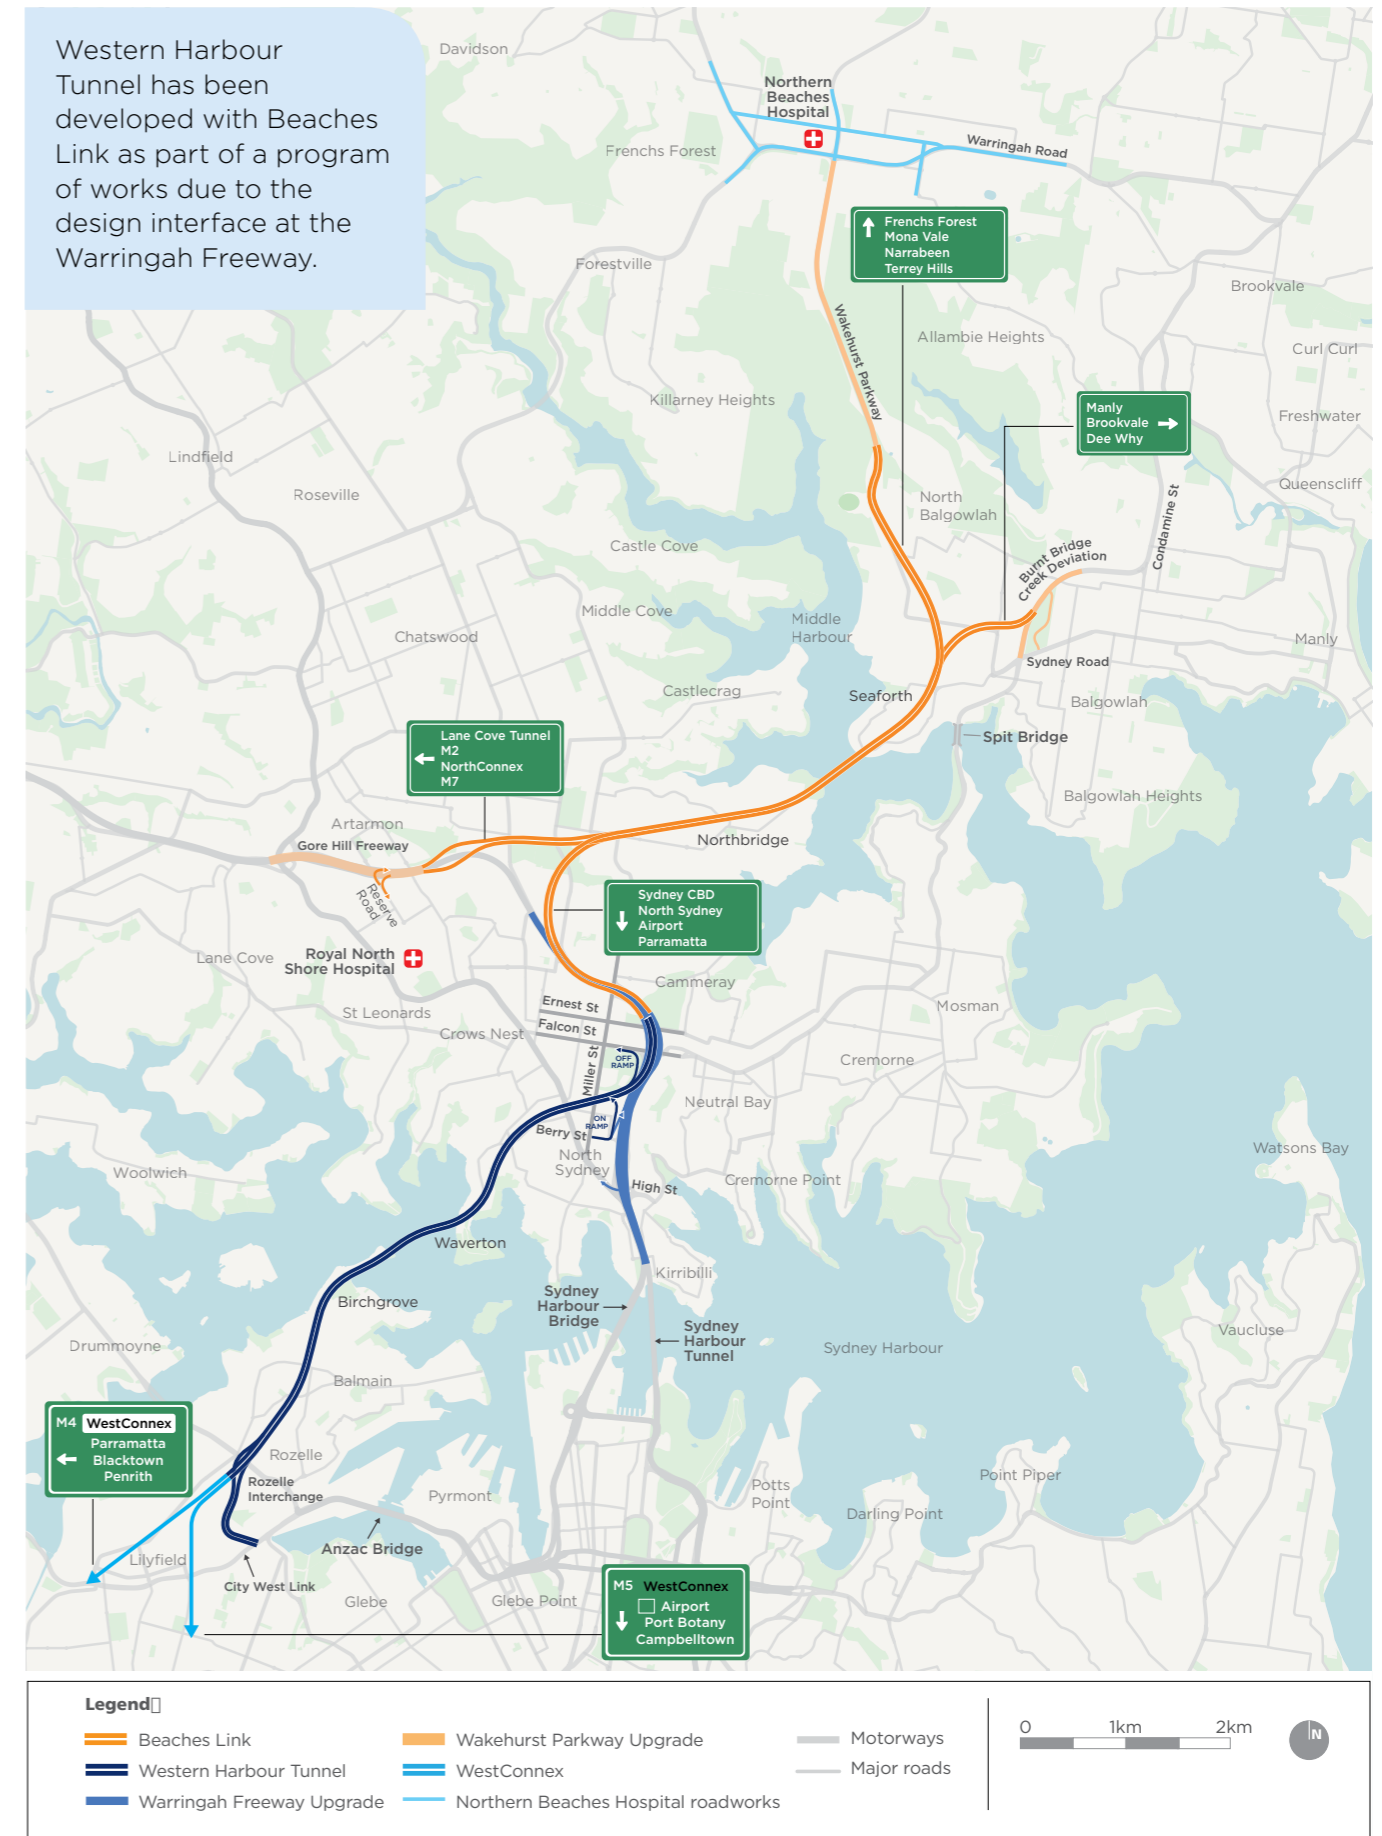 Western Harbour
Tunnel has been
developed with Beaches
Link as part of a program
of works due to the
design interface at the
Warringah Freeway.
Davidson
Northern
Beaches
Hospital
Frenchs Forest
Warringah Road
Frenchs Forest
Mona Vale
Narrabeen
Terrey Hills
Forestville
Brookvale
Wakehurst Parkway
Allambie Heights
Curl Curl
Killarney Heights
Manly
Brookvale
Dee Why
Freshwater
Lindfield
Roseville
North
Balgowlah
Queenscliff
Condamine St
Castle Cove
Burnt Bridge
Creek Deviation
Middle Cove
Middle
Harbour
Chatswood
Manly
Sydney Road
Castlecrag
Seaforth
Balgowlah
Spit Bridge
Lane Cove Tunnel
M2
NorthConnex
M7
Balgowlah Heights
Artarmon
Gore Hill Freeway
Northbridge
Reserve
Road
Sydney CBD
North Sydney
Airport
Parramatta
Lane Cove
Royal North
Shore Hospital
Cammeray
St Leonards
Ernest St
Mosman
Crows Nest
Falcon St
Miller St
OFF
RAMP
Cremorne
Neutral Bay
ON
RAMP
Berry St
North
Sydney
Watsons Bay
Woolwich
High St
Cremorne Point
Waverton
Kirribilli
Birchgrove
Sydney
Harbour
Bridge
Sydney
Harbour
Tunnel
Vaucluse
Drummoyne
Sydney Harbour
Balmain
M4 WestConnex
Parramatta
Blacktown
Penrith
Rozelle
Rozelle
Interchange
Pyrmont
Potts
Point
Point Piper
Darling Point
Anzac Bridge
Lilyfield
City West Link
Glebe
Glebe Point
M5 WestConnex
Airport
Port Botany
Campbelltown
Legend
Beaches Link
Western Harbour Tunnel
Warringah Freeway Upgrade
Wakehurst Parkway Upgrade
WestConnex
Northern Beaches Hospital roadworks
Motorways
Major roads
0 1km 2km
N